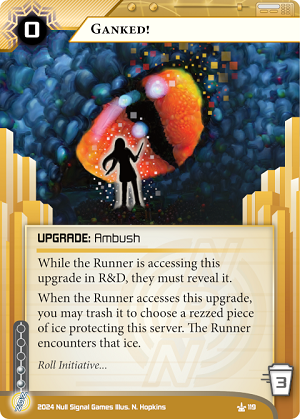 0
GANKED!
UPGRADE: Ambush
While the Runner is accessing this
upgrade in R&D, they must reveal it.
When the Runner accesses this upgrade,
you may trash it to choose a rezzed piece
of ice protecting this server. The Runner
encounters that ice.
Roll Initiative...
3
2024 Null Signal Games Illus. N. Hopkins